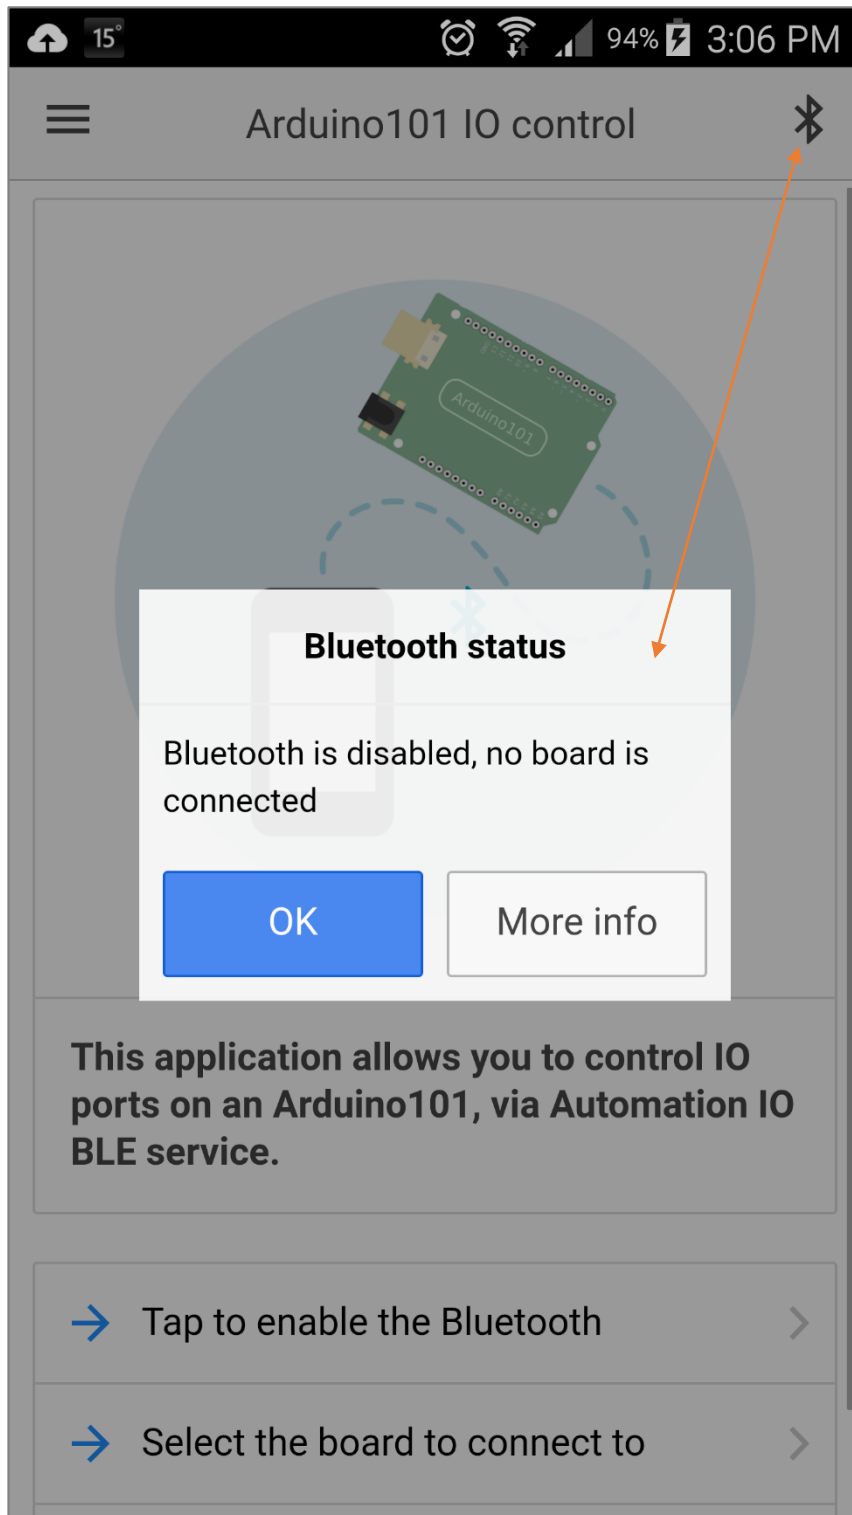 15° 94% 3:06 PM
Arduino101 IO control
Arduino101
Bluetooth status
Bluetooth is disabled, no board is
connected
OK More info
This application allows you to control IO
ports on an Arduino101, via Automation IO
BLE service.
Tap to enable the Bluetooth
Select the board to connect to